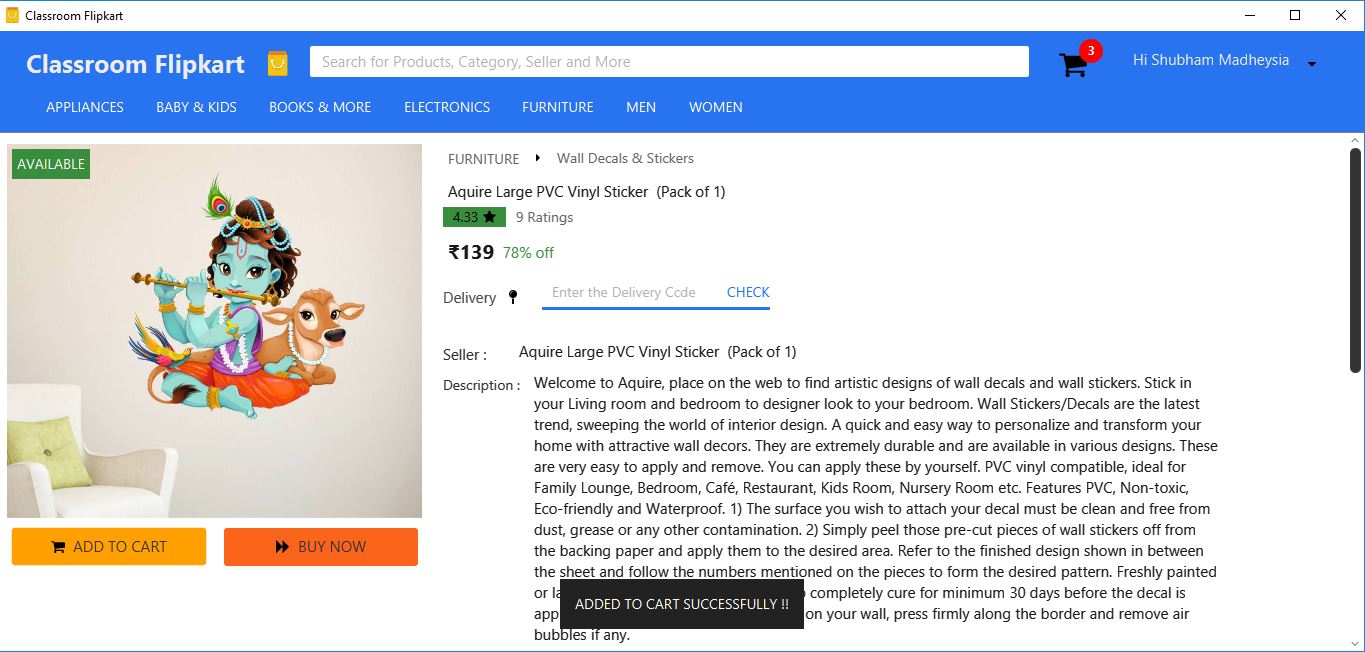 Classroom Flipkart
Classroom Flipkart
Search for Products, Category, Seller and More
3
Hi Shubham Madheysia
APPLIANCES BABY & KIDS BOOKS & MORE ELECTRONICS FURNITURE MEN WOMEN
AVAILABLE
FURNITURE Wall Decals & Stickers
Aquire Large PVC Vinyl Sticker (Pack of 1)
4.33 9 Ratings
₹139 78% off
Delivery Enter the Delivery Code CHECK
Seller : Aquire Large PVC Vinyl Sticker (Pack of 1)
Description : Welcome to Aquire, place on the web to find artistic designs of wall decals and wall stickers. Stick in
your Living room and bedroom to designer look to your bedroom. Wall Stickers/Decals are the latest
trend, sweeping the world of interior design. A quick and easy way to personalize and transform your
home with attractive wall decors. They are extremely durable and are available in various designs. These
are very easy to apply and remove. You can apply these by yourself. PVC vinyl compatible, ideal for
Family Lounge, Bedroom, Café, Restaurant, Kids Room, Nursery Room etc. Features PVC, Non-toxic,
Eco-friendly and Waterproof. 1) The surface you wish to attach your decal must be clean and free from
dust, grease or any other contamination. 2) Simply peel those pre-cut pieces of wall stickers off from
the backing paper and apply them to the desired area. Refer to the finished design shown in between
the sheet and follow the numbers mentioned on the pieces to form the desired pattern. Freshly painted
or completely cure for minimum 30 days before the decal is
on your wall, press firmly along the border and remove air
bubbles if any.
ADD TO CART BUY NOW
ADDED TO CART SUCCESSFULLY !!